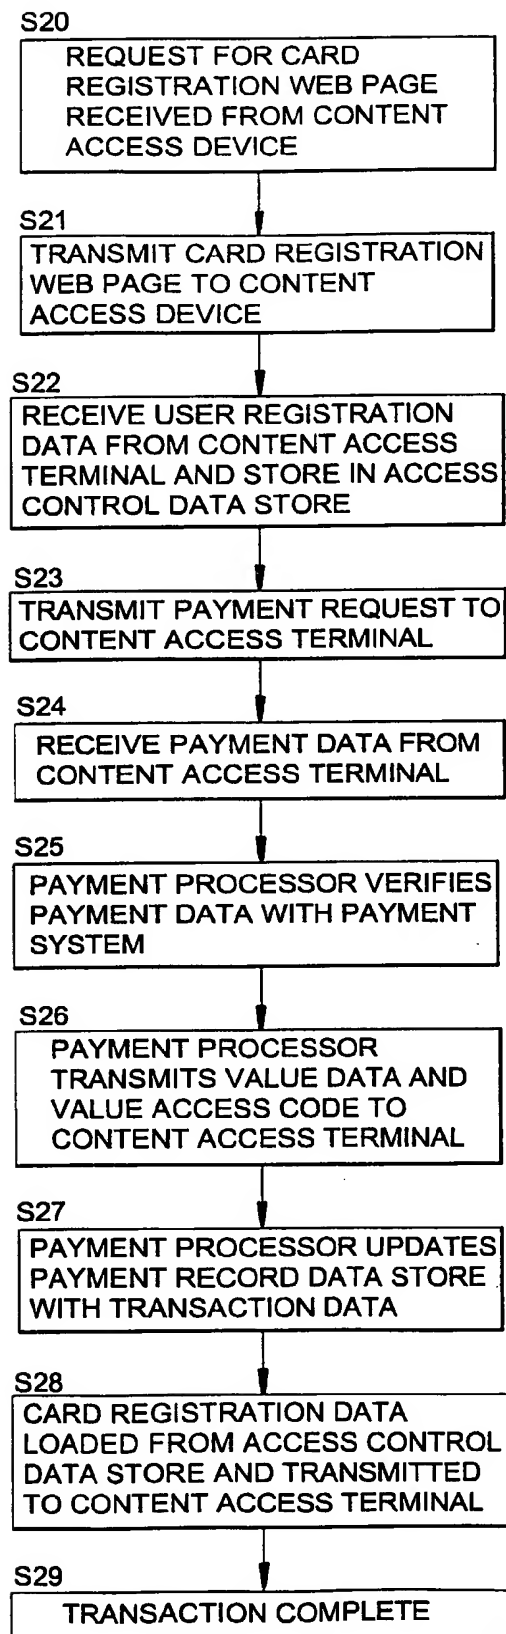 S20
REQUEST FOR CARD
REGISTRATION WEB PAGE
RECEIVED FROM CONTENT
ACCESS DEVICE
S21
TRANSMIT CARD REGISTRATION
WEB PAGE TO CONTENT
ACCESS DEVICE
S22
RECEIVE USER REGISTRATION
DATA FROM CONTENT ACCESS
TERMINAL AND STORE IN ACCESS
CONTROL DATA STORE
S23
TRANSMIT PAYMENT REQUEST TO
CONTENT ACCESS TERMINAL
S24
RECEIVE PAYMENT DATA FROM
CONTENT ACCESS TERMINAL
S25
PAYMENT PROCESSOR VERIFIES
PAYMENT DATA WITH PAYMENT
SYSTEM
S26
PAYMENT PROCESSOR
TRANSMITS VALUE DATA AND
VALUE ACCESS CODE TO
CONTENT ACCESS TERMINAL
S27
PAYMENT PROCESSOR UPDATES
PAYMENT RECORD DATA STORE
WITH TRANSACTION DATA
S28
CARD REGISTRATION DATA
LOADED FROM ACCESS CONTROL
DATA STORE AND TRANSMITTED
TO CONTENT ACCESS TERMINAL
S29
TRANSACTION COMPLETE